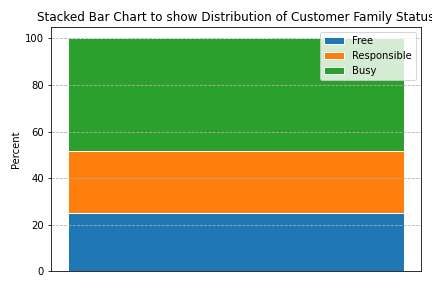 Stacked Bar Chart to show Distribution of Customer Family Status
100
80
60
40
20
0
Percent
Free
Responsible
Busy